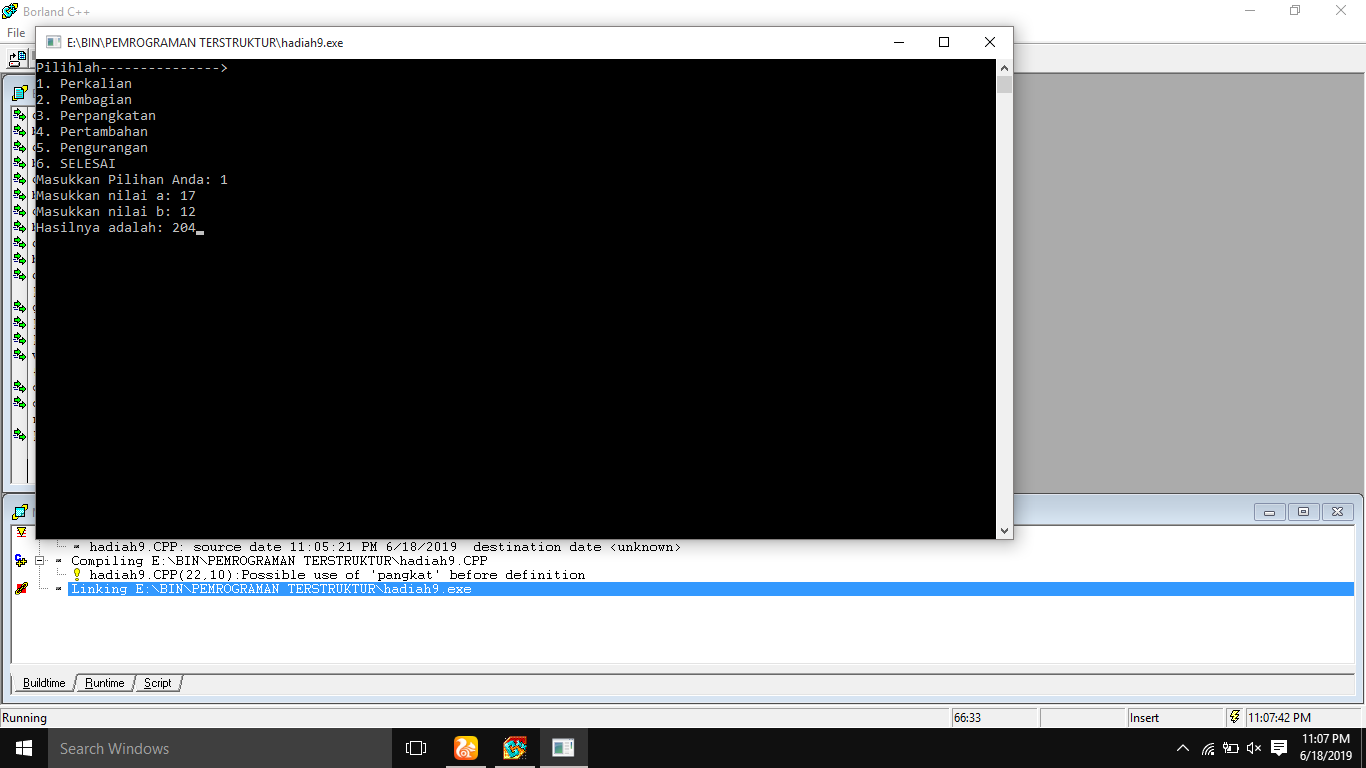 Borland C++
File
E:\BIN\PEMROGRAMAN TERSTRUKTUR\hadiah9.exe
Pilihlah--------------->
1. Perkalian
2. Pembagian
3. Perpangkatan
4. Pertambahan
5. Pengurangan
6. SELESAI
Masukkan Pilihan Anda: 1
Masukkan nilai a: 17
Masukkan nilai b: 12
Hasilnya adalah: 204
hadiah9.CPP: source date 11:05:21 PM 6/18/2019 destination date <unknown>
Compiling E:\BIN\PEMROGRAMAN TERSTRUKTUR\hadiah9.CPP
hadiah9.CPP(22,10):Possible use of 'pangkat' before definition
Linking E:\BIN\PEMROGRAMAN TERSTRUKTUR\hadiah9.exe
Buildtime Runtime Script
Running 66:33 Insert 11:07:42 PM
Search Windows
11:07 PM
6/18/2019